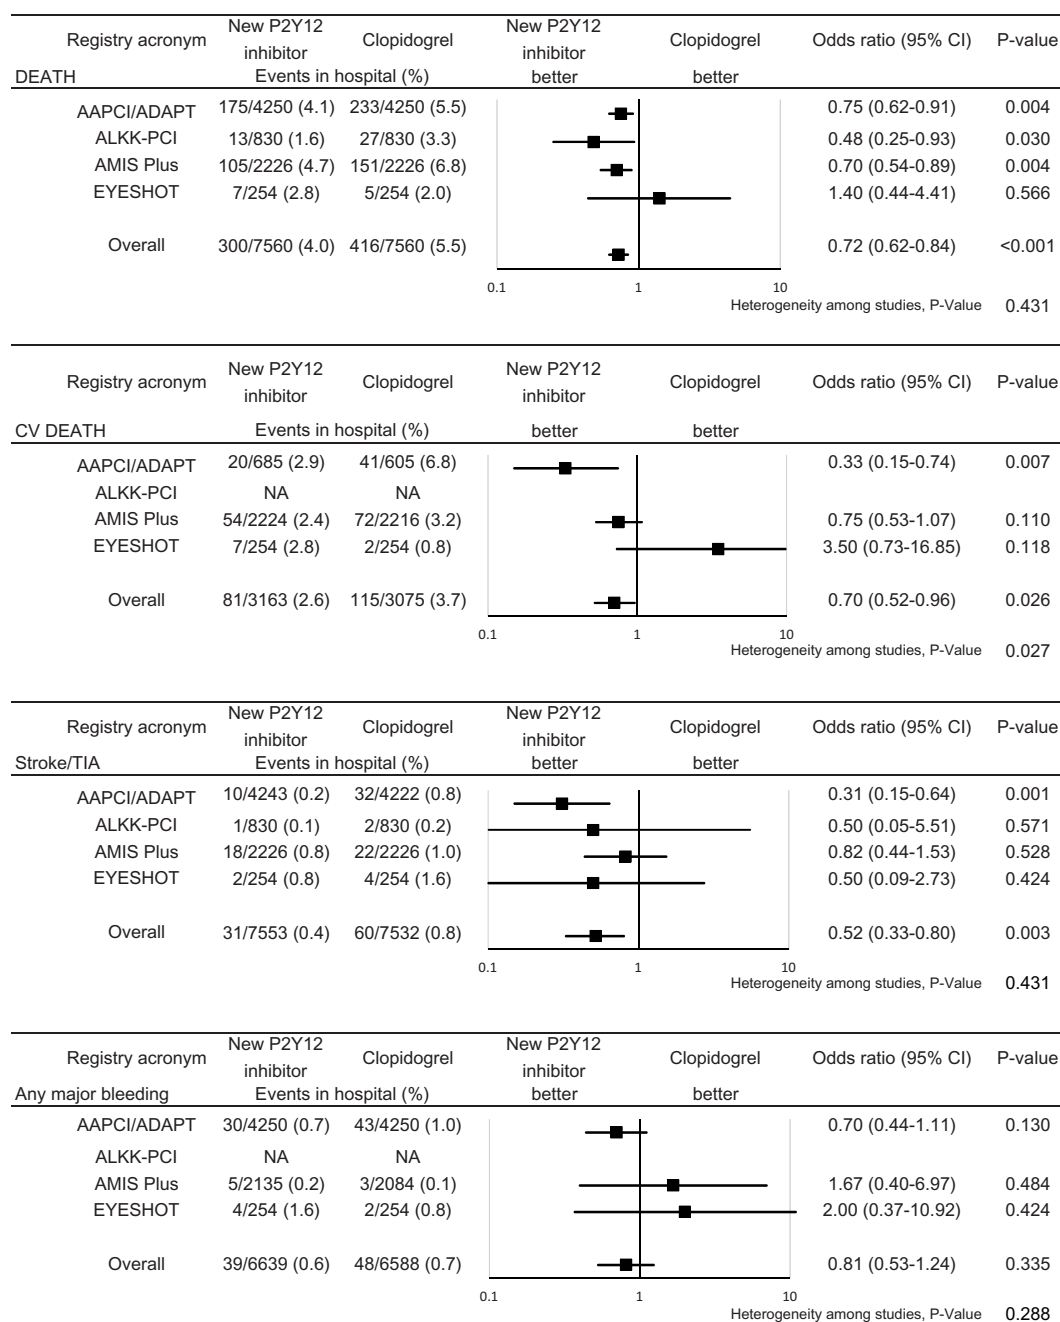 Registry acronym New P2Y12 inhibitor Clopidogrel New P2Y12 inhibitor Clopidogrel Odds ratio (95% CI) P-value
DEATH Events in hospital (%) better better
AAPCI/ADAPT 175/4250 (4.1) 233/4250 (5.5) 0.75 (0.62-0.91) 0.004
ALKK-PCI 13/830 (1.6) 27/830 (3.3) 0.48 (0.25-0.93) 0.030
AMIS Plus 105/2226 (4.7) 151/2226 (6.8) 0.70 (0.54-0.89) 0.004
EYESHOT 7/254 (2.8) 5/254 (2.0) 1.40 (0.44-4.41) 0.566
Overall 300/7560 (4.0) 416/7560 (5.5) 0.72 (0.62-0.84) <0.001
0.1 1 10
Heterogeneity among studies, P-Value 0.431
Registry acronym New P2Y12 inhibitor Clopidogrel New P2Y12 inhibitor Clopidogrel Odds ratio (95% CI) P-value
CV DEATH Events in hospital (%) better better
AAPCI/ADAPT 20/685 (2.9) 41/605 (6.8) 0.33 (0.15-0.74) 0.007
ALKK-PCI NA NA
AMIS Plus 54/2224 (2.4) 72/2216 (3.2) 0.75 (0.53-1.07) 0.110
EYESHOT 7/254 (2.8) 2/254 (0.8) 3.50 (0.73-16.85) 0.118
Overall 81/3163 (2.6) 115/3075 (3.7) 0.70 (0.52-0.96) 0.026
0.1 1 10
Heterogeneity among studies, P-Value 0.027
Registry acronym New P2Y12 inhibitor Clopidogrel New P2Y12 inhibitor Clopidogrel Odds ratio (95% CI) P-value
Stroke/TIA Events in hospital (%) better better
AAPCI/ADAPT 10/4243 (0.2) 32/4222 (0.8) 0.31 (0.15-0.64) 0.001
ALKK-PCI 1/830 (0.1) 2/830 (0.2) 0.50 (0.05-5.51) 0.571
AMIS Plus 18/2226 (0.8) 22/2226 (1.0) 0.82 (0.44-1.53) 0.528
EYESHOT 2/254 (0.8) 4/254 (1.6) 0.50 (0.09-2.73) 0.424
Overall 31/7553 (0.4) 60/7532 (0.8) 0.52 (0.33-0.80) 0.003
0.1 1 10
Heterogeneity among studies, P-Value 0.431
Registry acronym New P2Y12 inhibitor Clopidogrel New P2Y12 inhibitor Clopidogrel Odds ratio (95% CI) P-value
Any major bleeding Events in hospital (%) better better
AAPCI/ADAPT 30/4250 (0.7) 43/4250 (1.0) 0.70 (0.44-1.11) 0.130
ALKK-PCI NA NA
AMIS Plus 5/2135 (0.2) 3/2084 (0.1) 1.67 (0.40-6.97) 0.484
EYESHOT 4/254 (1.6) 2/254 (0.8) 2.00 (0.37-10.92) 0.424
Overall 39/6639 (0.6) 48/6588 (0.7) 0.81 (0.53-1.24) 0.335
0.1 1 10
Heterogeneity among studies, P-Value 0.288